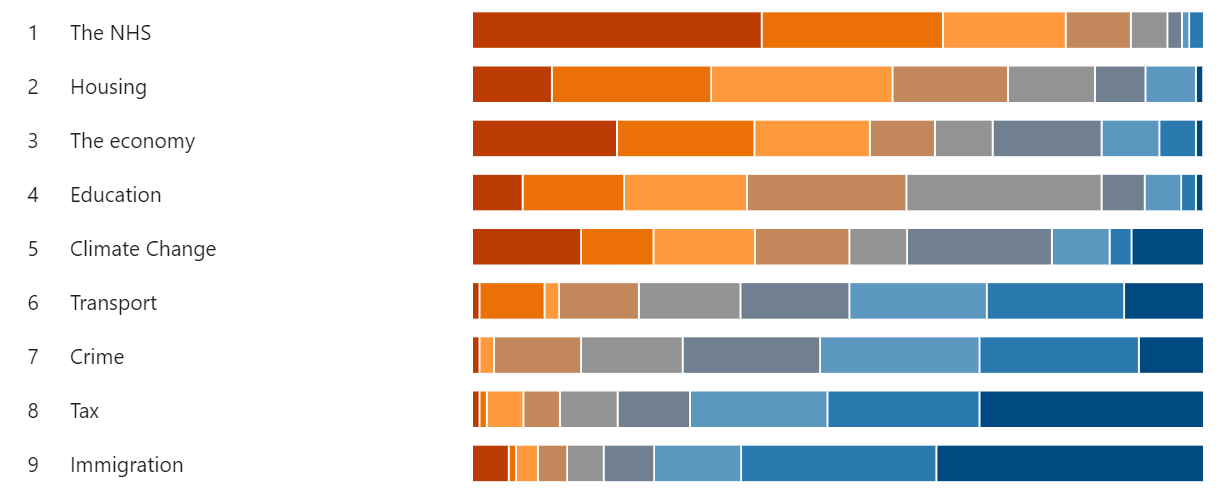 1 The NHS
2 Housing
3 The economy
4 Education
5 Climate Change
6 Transport
7 Crime
8 Tax
9 Immigration